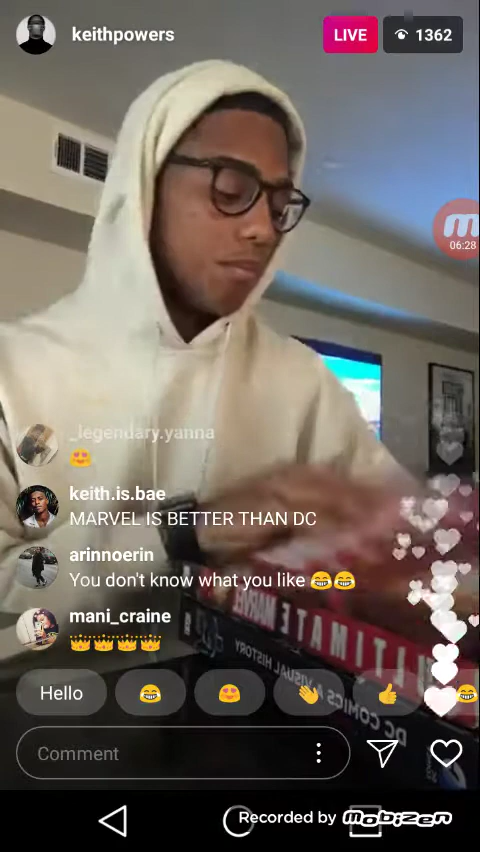 keithpowers
LIVE
1362
06:28
_legendary.yanna
😍
keith.is.bae
MARVEL IS BETTER THAN DC
arinnoerin
You don't know what you like 😂😂
mani_craine
👑👑👑👑
ULTIMATE MARVEL
DC COMICS A VISUAL HISTORY
Hello 😂 😍 👋 👍 😂
Comment
Recorded by Mobizen